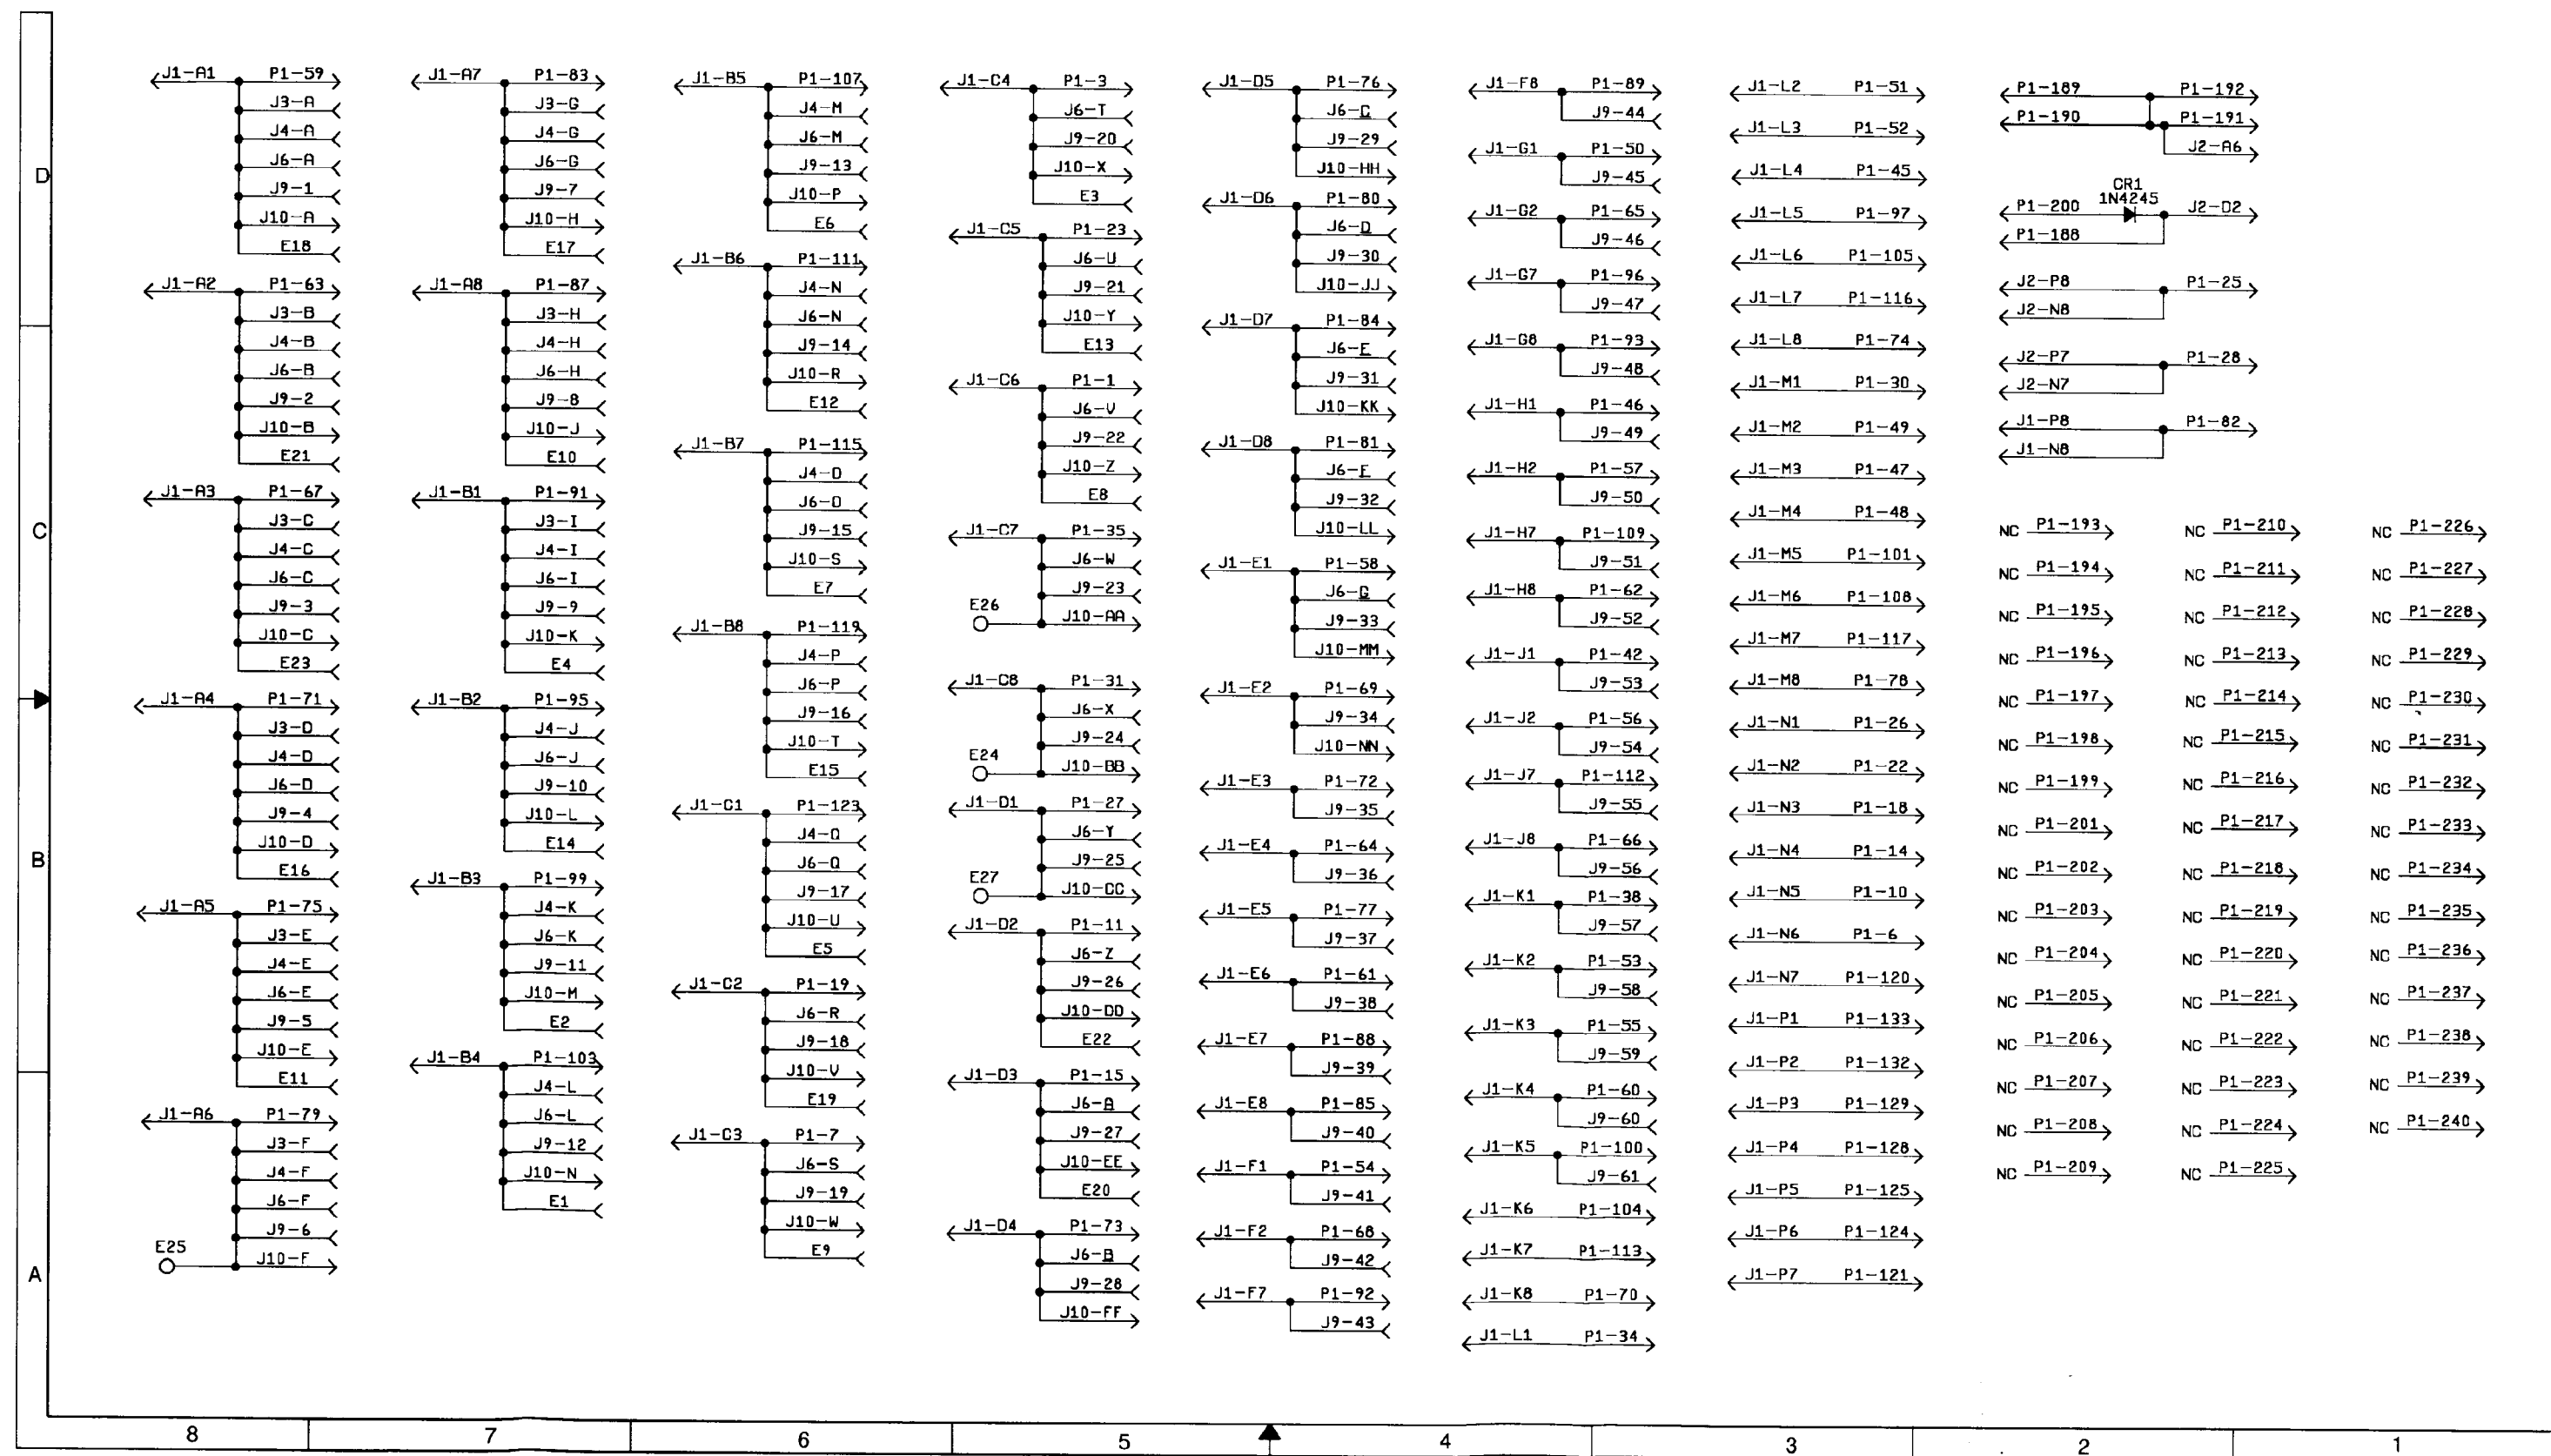 J1-A1 P1-59
J3-A
J4-A
J6-A
J9-1
J10-A
E18
J1-A2 P1-63
J3-B
J4-B
J6-B
J9-2
J10-B
E21
J1-A3 P1-67
J3-C
J4-C
J6-C
J9-3
J10-C
E23
J1-A4 P1-71
J3-D
J4-D
J6-D
J9-4
J10-D
E16
J1-A5 P1-75
J3-E
J4-E
J6-E
J9-5
J10-E
E11
J1-A6 P1-79
J3-F
J4-F
J6-F
J9-6
E25 J10-F
J1-A7 P1-83
J3-G
J4-G
J6-G
J9-7
J10-H
E17
J1-A8 P1-87
J3-H
J4-H
J6-H
J9-8
J10-J
E10
J1-B1 P1-91
J3-I
J4-I
J6-I
J9-9
J10-K
E4
J1-B2 P1-95
J4-J
J6-J
J9-10
J10-L
E14
J1-B3 P1-99
J4-K
J6-K
J9-11
J10-M
E2
J1-B4 P1-103
J4-L
J6-L
J9-12
J10-N
E1
J1-B5 P1-107
J4-M
J6-M
J9-13
J10-P
E6
J1-B6 P1-111
J4-N
J6-N
J9-14
J10-R
E12
J1-B7 P1-115
J4-O
J6-O
J9-15
J10-S
E7
J1-B8 P1-119
J4-P
J6-P
J9-16
J10-T
E15
J1-C1 P1-123
J4-Q
J6-Q
J9-17
J10-U
E5
J1-C2 P1-19
J6-R
J9-18
J10-V
E19
J1-C3 P1-7
J6-S
J9-19
J10-W
E9
J1-C4 P1-3
J6-T
J9-20
J10-X
E3
J1-C5 P1-23
J6-U
J9-21
J10-Y
E13
J1-C6 P1-1
J6-V
J9-22
J10-Z
E8
J1-C7 P1-35
J6-W
J9-23
E26 J10-AA
J1-C8 P1-31
J6-X
J9-24
E24 J10-BB
J1-D1 P1-27
J6-Y
J9-25
E27 J10-CC
J1-D2 P1-11
J6-Z
J9-26
J10-DD
E22
J1-D3 P1-15
J6-A
J9-27
J10-EE
E20
J1-D4 P1-73
J6-B
J9-28
J10-FF
J1-D5 P1-76
J6-C
J9-29
J10-HH
J1-D6 P1-80
J6-D
J9-30
J10-JJ
J1-D7 P1-84
J6-E
J9-31
J10-KK
J1-D8 P1-81
J6-F
J9-32
J10-LL
J1-E1 P1-58
J6-G
J9-33
J10-MM
J1-E2 P1-69
J9-34
J10-NN
J1-E3 P1-72
J9-35
J1-E4 P1-64
J9-36
J1-E5 P1-77
J9-37
J1-E6 P1-61
J9-38
J1-E7 P1-88
J9-39
J1-E8 P1-85
J9-40
J1-F1 P1-54
J9-41
J1-F2 P1-68
J9-42
J1-F7 P1-92
J9-43
J1-F8 P1-89
J9-44
J1-G1 P1-50
J9-45
J1-G2 P1-65
J9-46
J1-G7 P1-96
J9-47
J1-G8 P1-93
J9-48
J1-H1 P1-46
J9-49
J1-H2 P1-57
J9-50
J1-H7 P1-109
J9-51
J1-H8 P1-62
J9-52
J1-J1 P1-42
J9-53
J1-J2 P1-56
J9-54
J1-J7 P1-112
J9-55
J1-J8 P1-66
J9-56
J1-K1 P1-38
J9-57
J1-K2 P1-53
J9-58
J1-K3 P1-55
J9-59
J1-K4 P1-60
J9-60
J1-K5 P1-100
J9-61
J1-K6 P1-104
J1-K7 P1-113
J1-K8 P1-70
J1-L1 P1-34
J1-L2 P1-51
J1-L3 P1-52
J1-L4 P1-45
J1-L5 P1-97
J1-L6 P1-105
J1-L7 P1-116
J1-L8 P1-74
J1-M1 P1-30
J1-M2 P1-49
J1-M3 P1-47
J1-M4 P1-48
J1-M5 P1-101
J1-M6 P1-108
J1-M7 P1-117
J1-M8 P1-78
J1-N1 P1-26
J1-N2 P1-22
J1-N3 P1-18
J1-N4 P1-14
J1-N5 P1-10
J1-N6 P1-6
J1-N7 P1-120
J1-P1 P1-133
J1-P2 P1-132
J1-P3 P1-129
J1-P4 P1-128
J1-P5 P1-125
J1-P6 P1-124
J1-P7 P1-121
P1-189 P1-192
P1-190 P1-191
J2-A6
CR1
1N4245
P1-200 J2-D2
P1-188
J2-P8 P1-25
J2-N8
J2-P7 P1-28
J2-N7
J1-P8 P1-82
J1-N8
NC P1-193
NC P1-194
NC P1-195
NC P1-196
NC P1-197
NC P1-198
NC P1-199
NC P1-201
NC P1-202
NC P1-203
NC P1-204
NC P1-205
NC P1-206
NC P1-207
NC P1-208
NC P1-209
NC P1-210
NC P1-211
NC P1-212
NC P1-213
NC P1-214
NC P1-215
NC P1-216
NC P1-217
NC P1-218
NC P1-219
NC P1-220
NC P1-221
NC P1-222
NC P1-223
NC P1-224
NC P1-225
NC P1-226
NC P1-227
NC P1-228
NC P1-229
NC P1-230
NC P1-231
NC P1-232
NC P1-233
NC P1-234
NC P1-235
NC P1-236
NC P1-237
NC P1-238
NC P1-239
NC P1-240
D
C
B
A
8 7 6 5 4 3 2 1